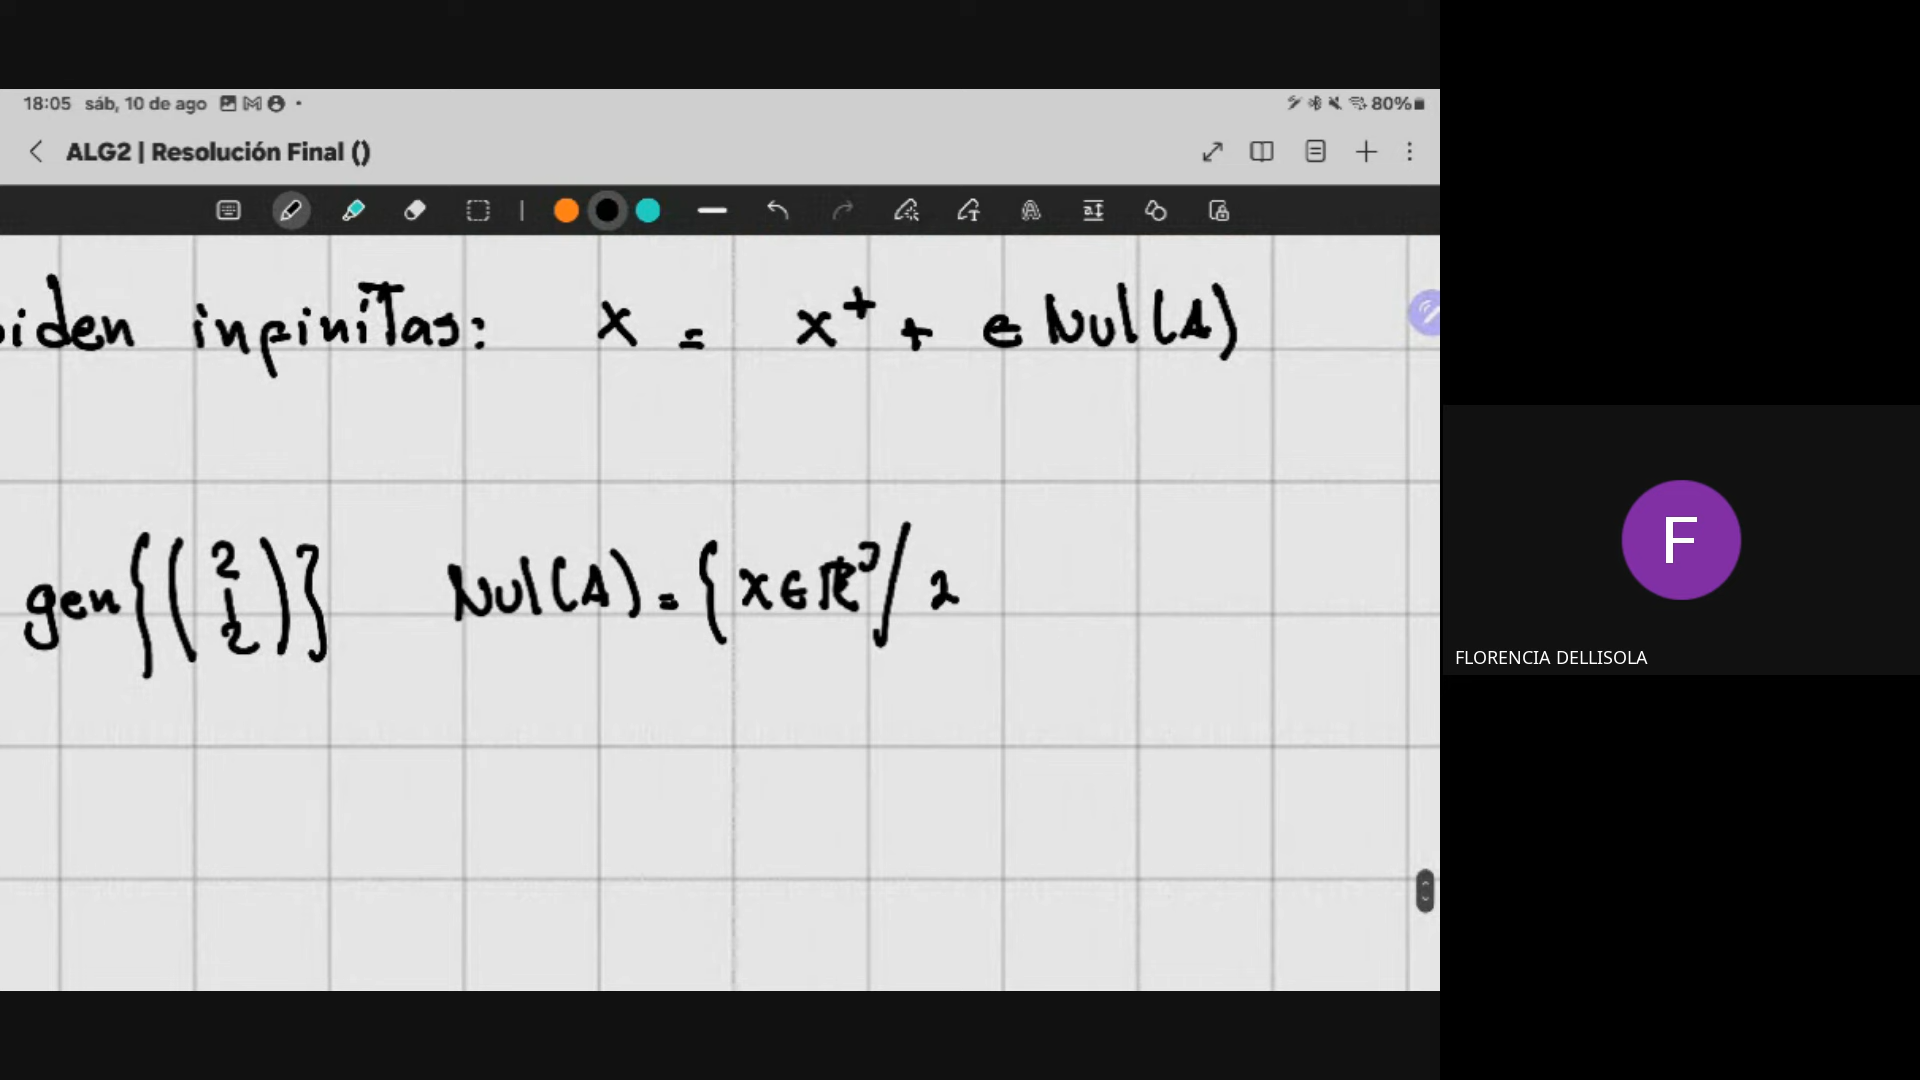 18:05 sáb, 10 de ago 80%
ALG2 | Resolución Final ()
iden infinitas: x = x⁺ + ∈ Nul(A)
gen{(2 1 2)} Nul(A) = {x∈ℝ³/ 2
F
FLORENCIA DELLISOLA